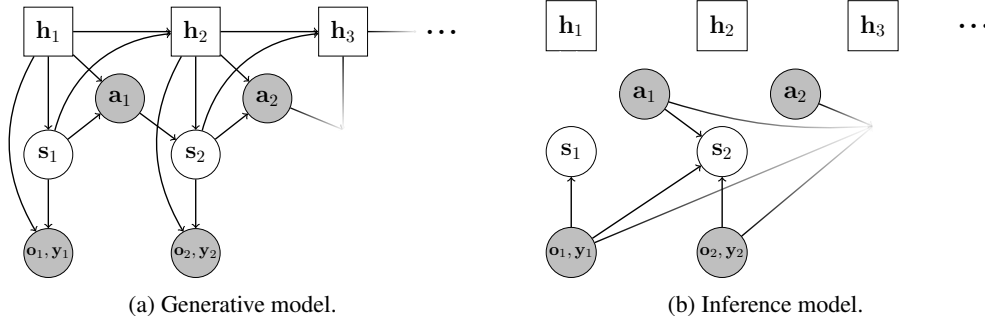 h₁ h₂ h₃ ...
a₁ a₂
s₁ s₂
o₁, y₁ o₂, y₂
(a) Generative model.
h₁ h₂ h₃ ...
a₁ a₂
s₁ s₂
o₁, y₁ o₂, y₂
(b) Inference model.